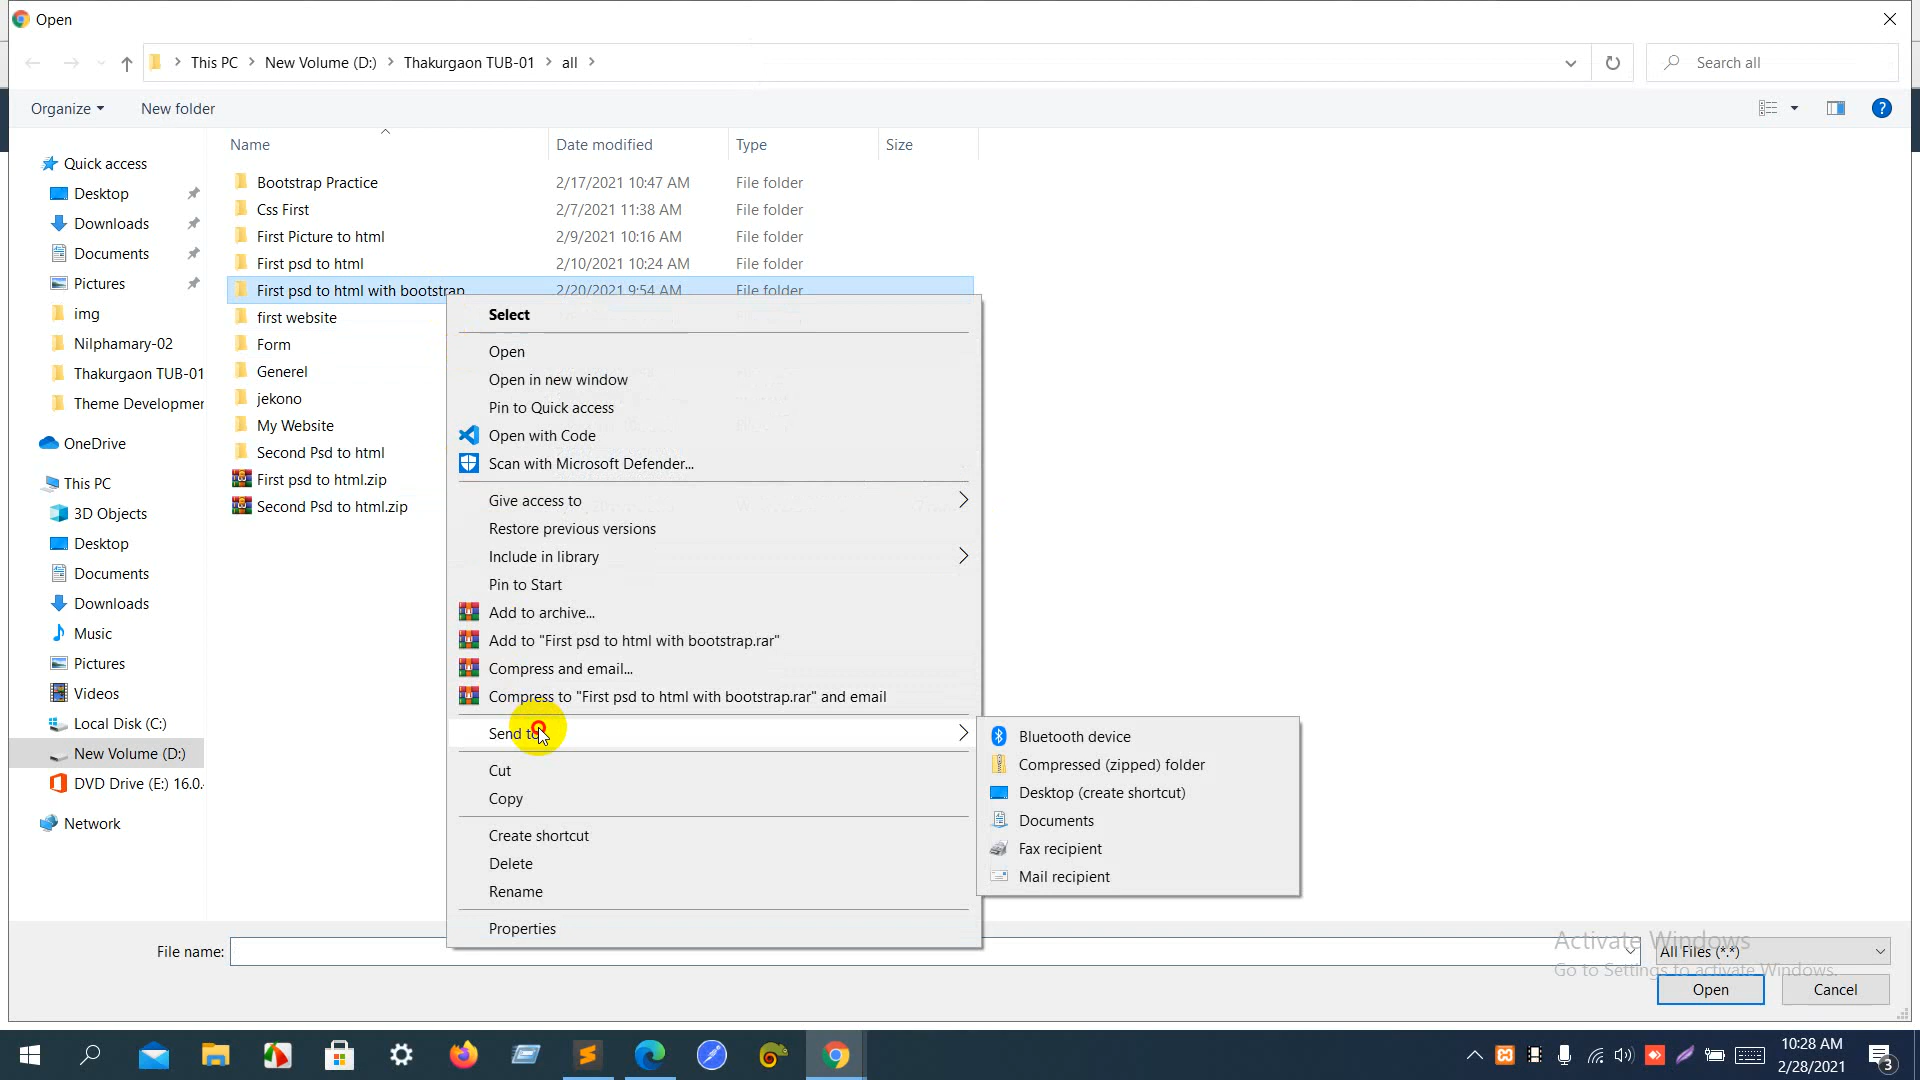 Open
This PC > New Volume (D:) > Thakurgaon TUB-01 > all >
Search all
Organize
New folder
Name
Date modified
Type
Size
Quick access
Desktop
Downloads
Documents
Pictures
img
Nilphamary-02
Thakurgaon TUB-01
Theme Developmer
OneDrive
This PC
3D Objects
Desktop
Documents
Downloads
Music
Pictures
Videos
Local Disk (C:)
New Volume (D:)
DVD Drive (E:) 16.0.
Network
Bootstrap Practice 2/17/2021 10:47 AM File folder
Css First 2/7/2021 11:38 AM File folder
First Picture to html 2/9/2021 10:16 AM File folder
First psd to html 2/10/2021 10:24 AM File folder
First psd to html with bootstrap 2/20/2021 9:54 AM File folder
first website
Form
Generel
jekono
My Website
Second Psd to html
First psd to html.zip
Second Psd to html.zip
Select
Open
Open in new window
Pin to Quick access
Open with Code
Scan with Microsoft Defender...
Give access to
Restore previous versions
Include in library
Pin to Start
Add to archive...
Add to "First psd to html with bootstrap.rar"
Compress and email...
Compress to "First psd to html with bootstrap.rar" and email
Send to
Cut
Copy
Create shortcut
Delete
Rename
Properties
Bluetooth device
Compressed (zipped) folder
Desktop (create shortcut)
Documents
Fax recipient
Mail recipient
File name:
All Files (*.*)
Activate Windows
Go to Settings to activate Windows.
Open
Cancel
10:28 AM
2/28/2021
3